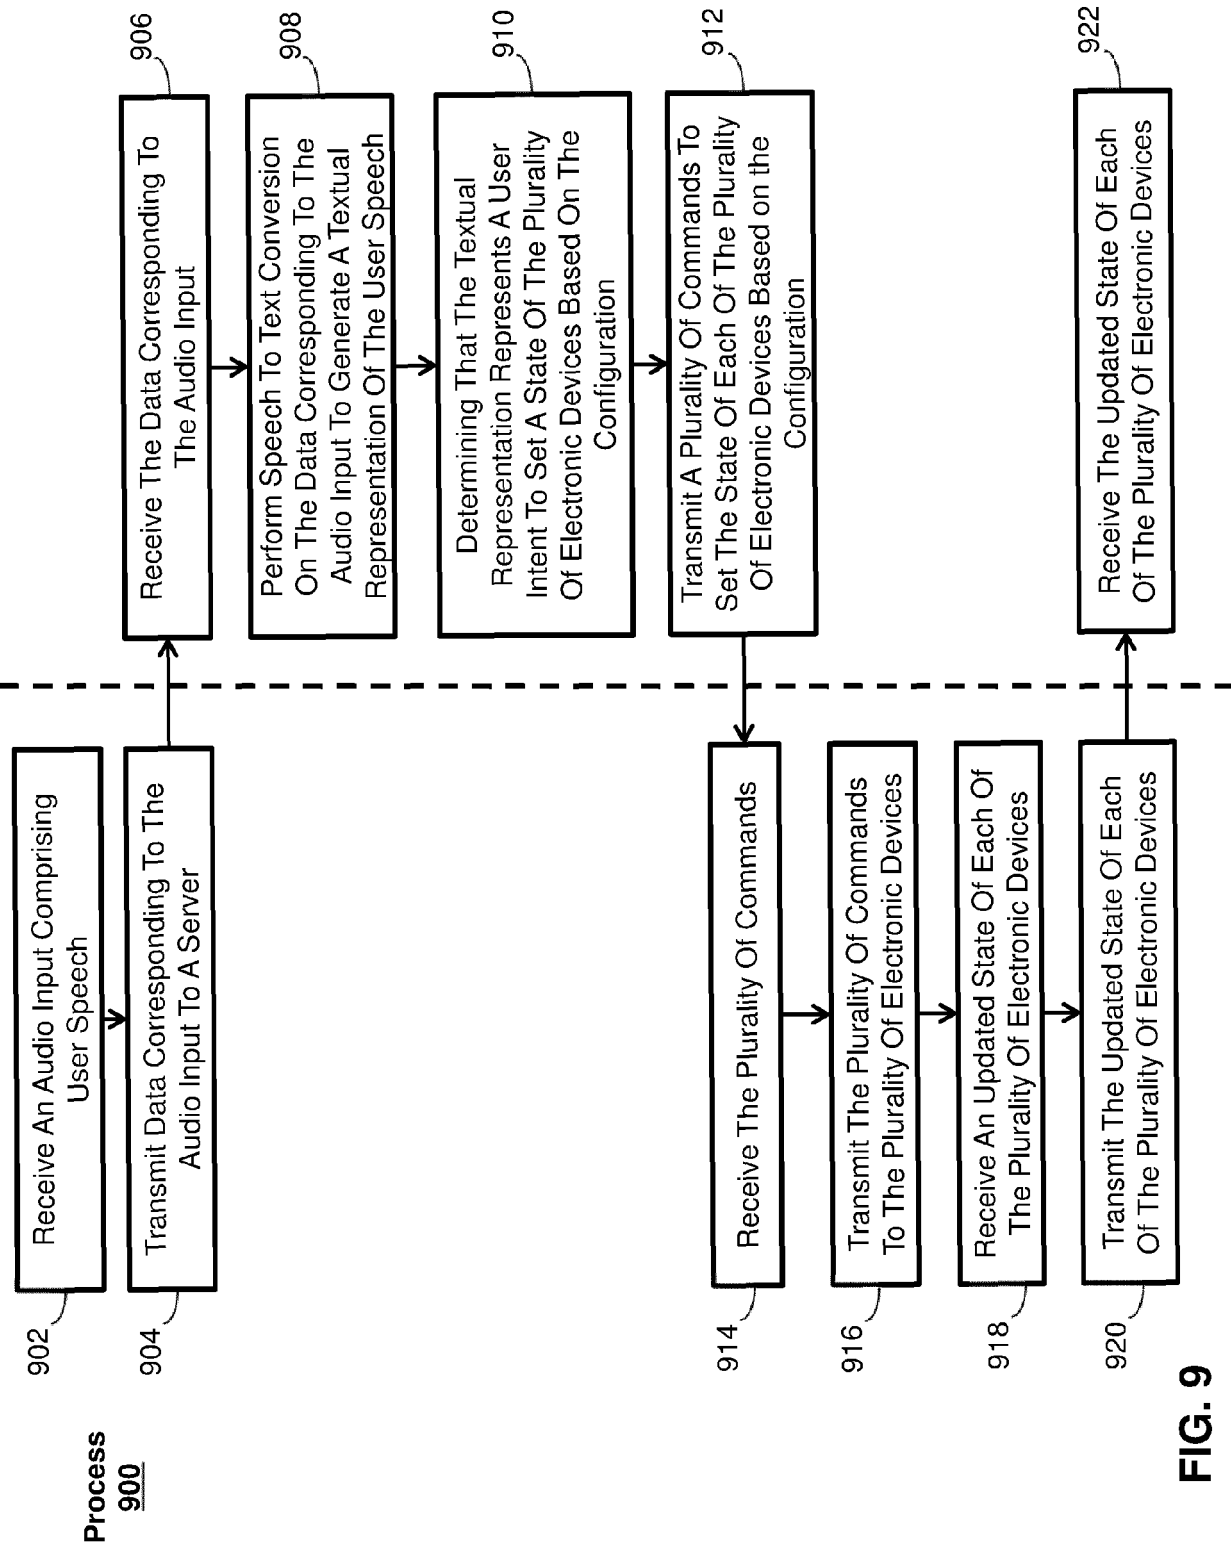 Process
900
902
Receive An Audio Input Comprising
User Speech
904
Transmit Data Corresponding To The
Audio Input To A Server
906
Receive The Data Corresponding To
The Audio Input
908
Perform Speech To Text Conversion
On The Data Corresponding To The
Audio Input To Generate A Textual
Representation Of The User Speech
910
Determining That The Textual
Representation Represents A User
Intent To Set A State Of The Plurality
Of Electronic Devices Based On The
Configuration
912
Transmit A Plurality Of Commands To
Set The State Of Each Of The Plurality
Of Electronic Devices Based on the
Configuration
914
Receive The Plurality Of Commands
916
Transmit The Plurality Of Commands
To The Plurality Of Electronic Devices
918
Receive An Updated State Of Each Of
The Plurality Of Electronic Devices
920
Transmit The Updated State Of Each
Of The Plurality Of Electronic Devices
922
Receive The Updated State Of Each
Of The Plurality Of Electronic Devices
FIG. 9